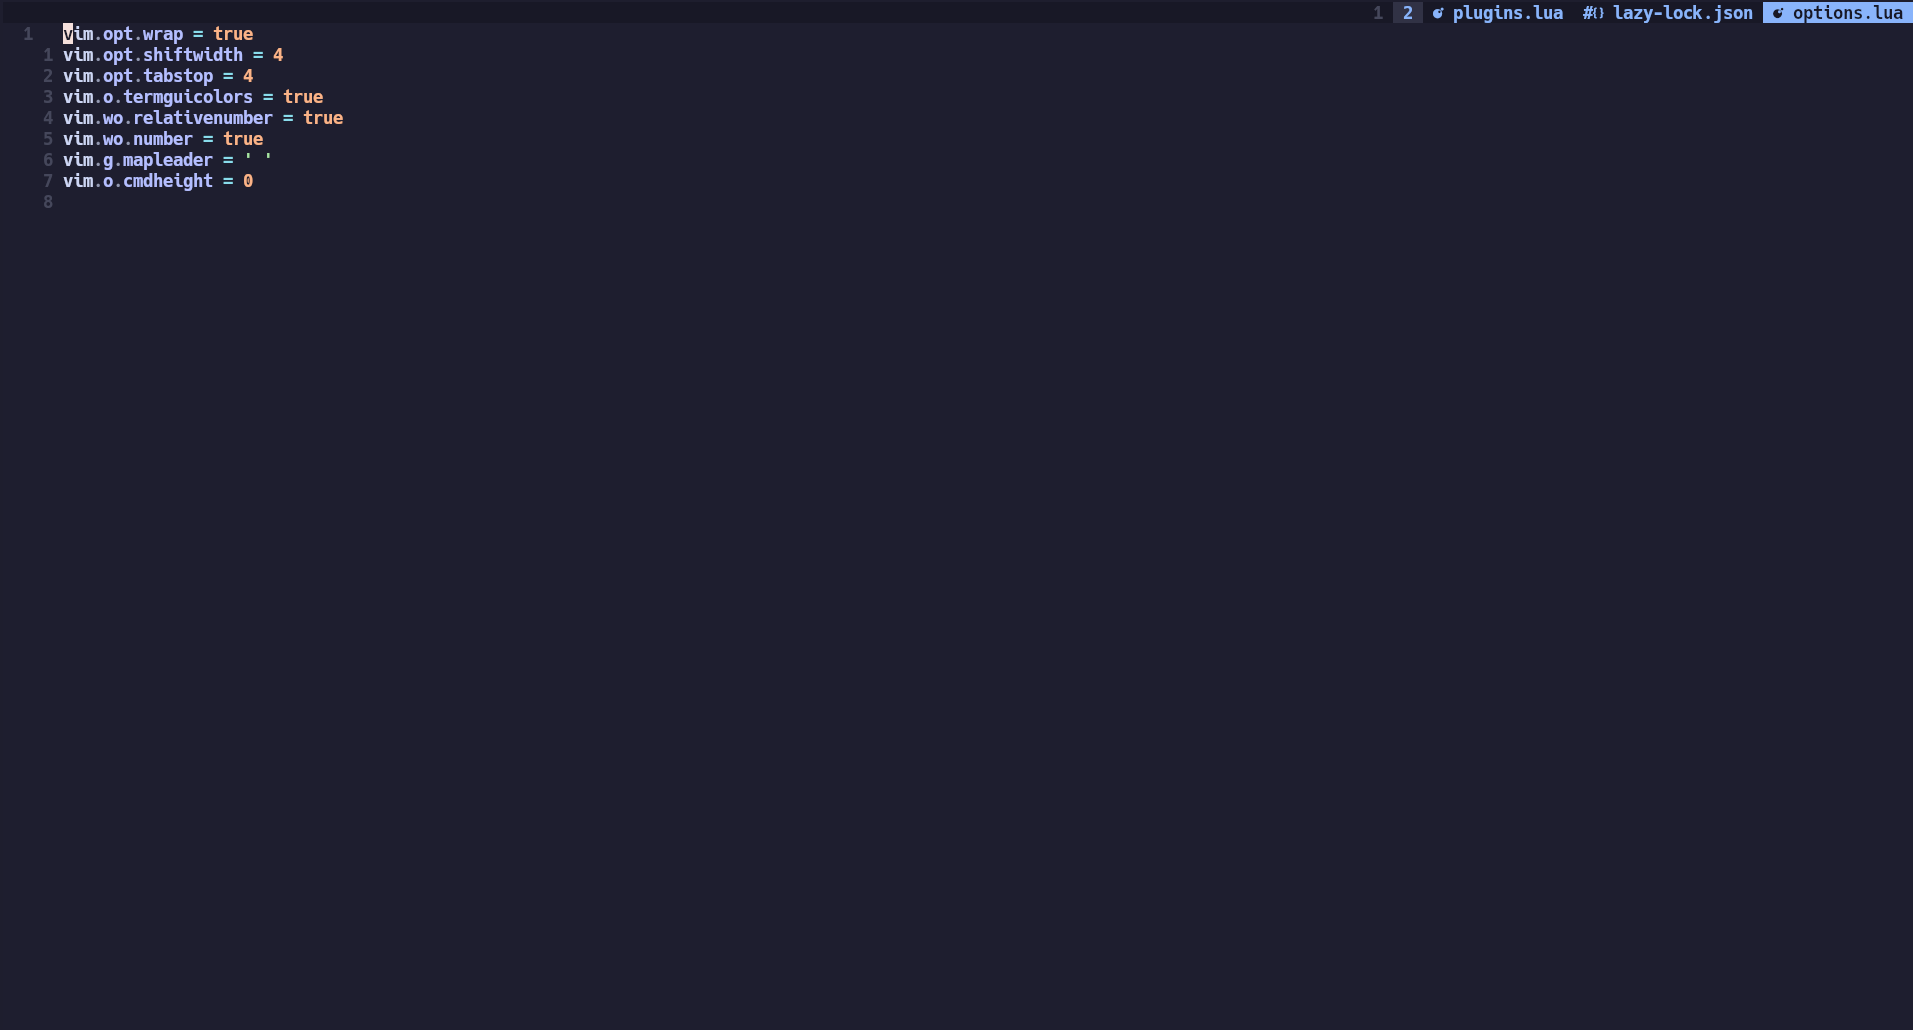 1 2 plugins.lua #{} lazy-lock.json options.lua
1 vim.opt.wrap = true
1 vim.opt.shiftwidth = 4
2 vim.opt.tabstop = 4
3 vim.o.termguicolors = true
4 vim.wo.relativenumber = true
5 vim.wo.number = true
6 vim.g.mapleader = ' '
7 vim.o.cmdheight = 0
8